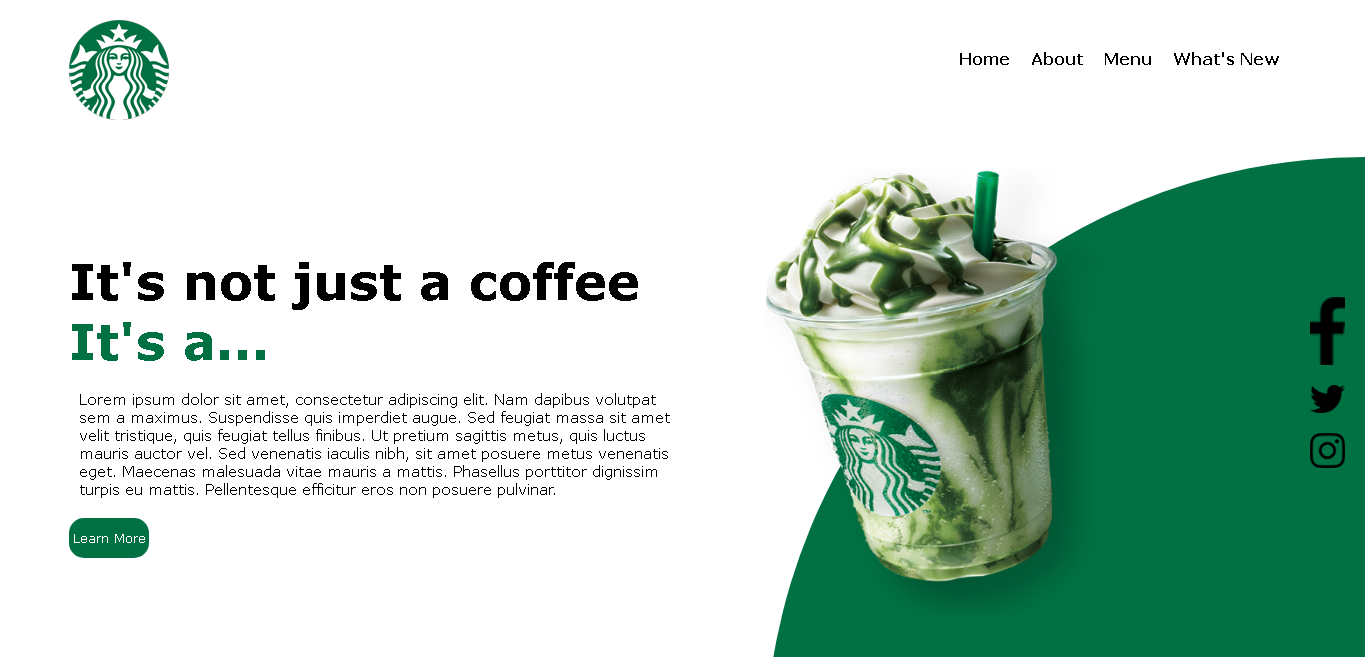 Home About Menu What's New
It's not just a coffee
It's a...
Lorem ipsum dolor sit amet, consectetur adipiscing elit. Nam dapibus volutpat
sem a maximus. Suspendisse quis imperdiet augue. Sed feugiat massa sit amet
velit tristique, quis feugiat tellus finibus. Ut pretium sagittis metus, quis luctus
mauris auctor vel. Sed venenatis iaculis nibh, sit amet posuere metus venenatis
eget. Maecenas malesuada vitae mauris a mattis. Phasellus porttitor dignissim
turpis eu mattis. Pellentesque efficitur eros non posuere pulvinar.
TM
Learn More